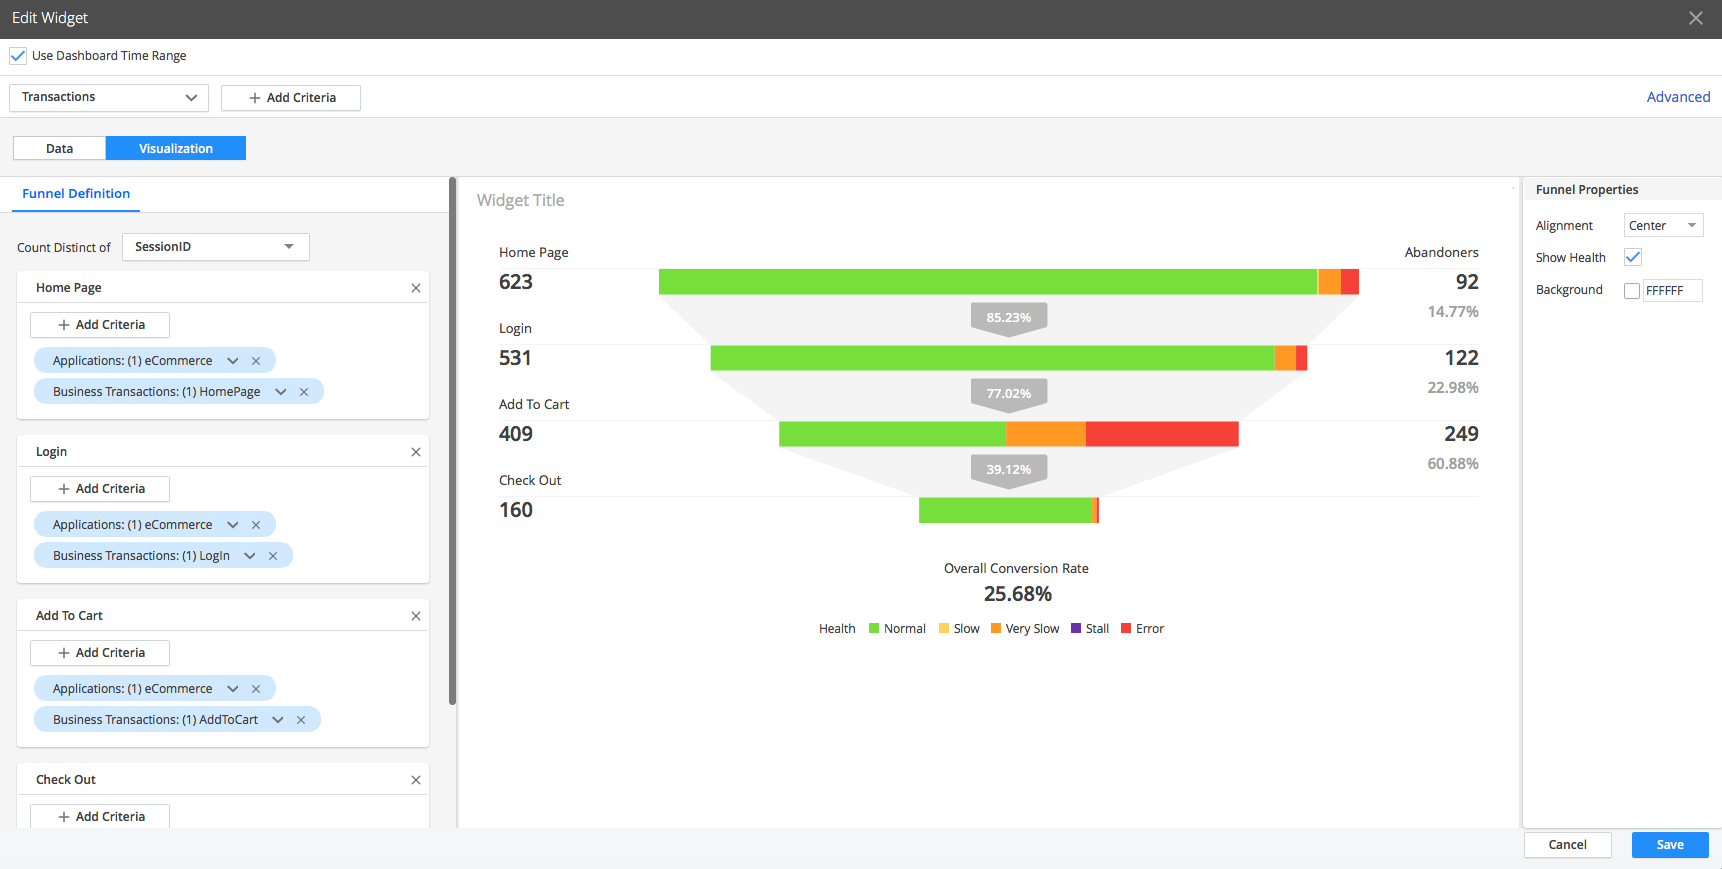 Edit Widget
Use Dashboard Time Range
Transactions
Add Criteria
Advanced
Data
Visualization
Funnel Definition
Count Distinct of
SessionID
Home Page
Add Criteria
Applications: (1) eCommerce
Business Transactions: (1) HomePage
Login
Add Criteria
Applications: (1) eCommerce
Business Transactions: (1) LogIn
Add To Cart
Add Criteria
Applications: (1) eCommerce
Business Transactions: (1) AddToCart
Check Out
Add Criteria
Widget Title
Home Page
Abandoners
623
92
85.23%
14.77%
Login
531
122
77.02%
22.98%
Add To Cart
409
249
39.12%
60.88%
Check Out
160
Overall Conversion Rate
25.68%
Health
Normal
Slow
Very Slow
Stall
Error
Funnel Properties
Alignment
Center
Show Health
Background
FFFFFF
Cancel
Save